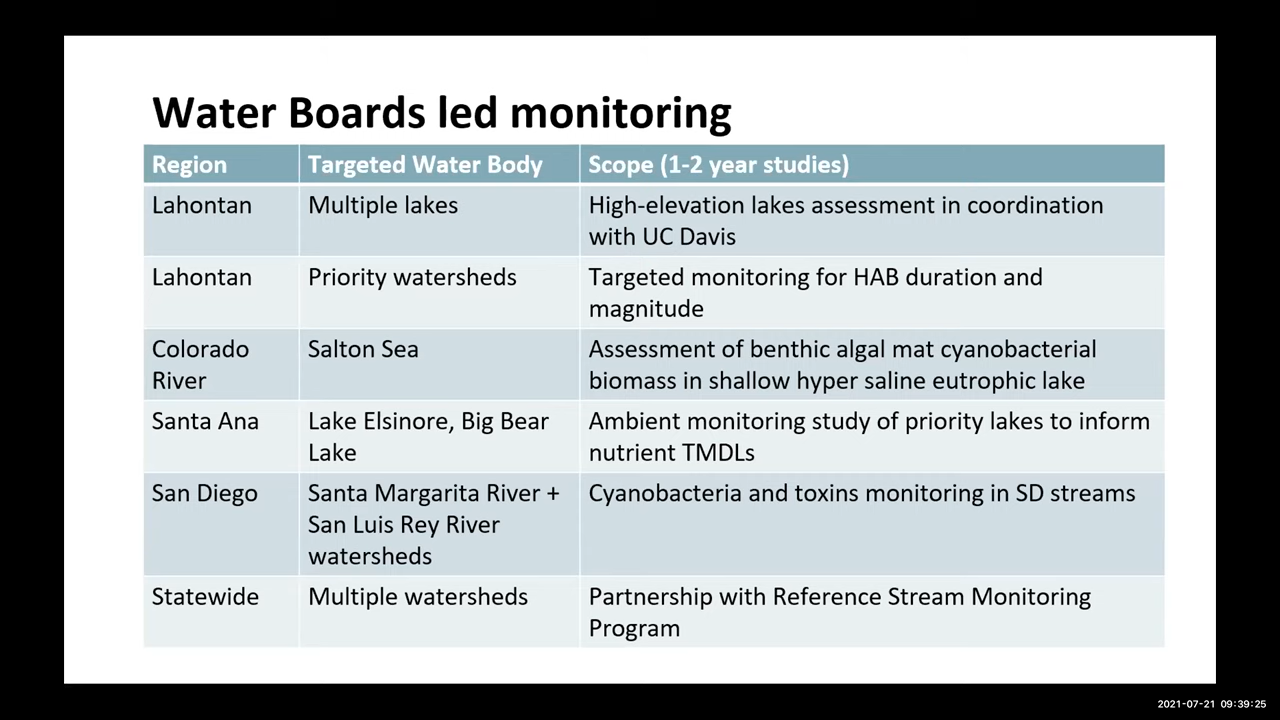 Water Boards led monitoring
Region Targeted Water Body Scope (1-2 year studies)
Lahontan Multiple lakes High-elevation lakes assessment in coordination
with UC Davis
Lahontan Priority watersheds Targeted monitoring for HAB duration and
magnitude
Colorado Salton Sea Assessment of benthic algal mat cyanobacterial
River biomass in shallow hyper saline eutrophic lake
Santa Ana Lake Elsinore, Big Bear Ambient monitoring study of priority lakes to inform
Lake nutrient TMDLs
San Diego Santa Margarita River + Cyanobacteria and toxins monitoring in SD streams
San Luis Rey River
watersheds
Statewide Multiple watersheds Partnership with Reference Stream Monitoring
Program
2021-07-21 09:39:25